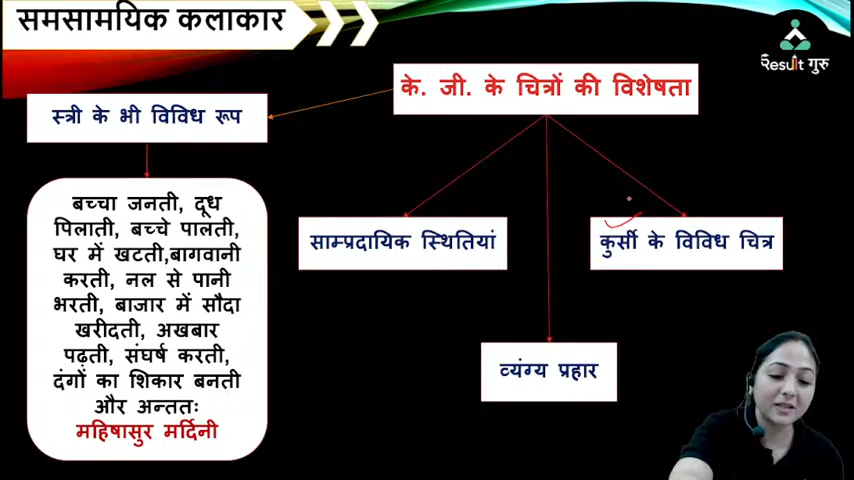 समसामयिक कलाकार
Result गुरु
के. जी. के चित्रों की विशेषता
स्त्री के भी विविध रूप
बच्चा जनती, दूध
पिलाती, बच्चे पालती,
घर में खटती,बागवानी
करती, नल से पानी
भरती, बाजार में सौदा
खरीदती, अखबार
पढ़ती, संघर्ष करती,
दंगों का शिकार बनती
और अन्ततः
महिषासुर मर्दिनी
साम्प्रदायिक स्थितियां
कुर्सी के विविध चित्र
व्यंग्य प्रहार